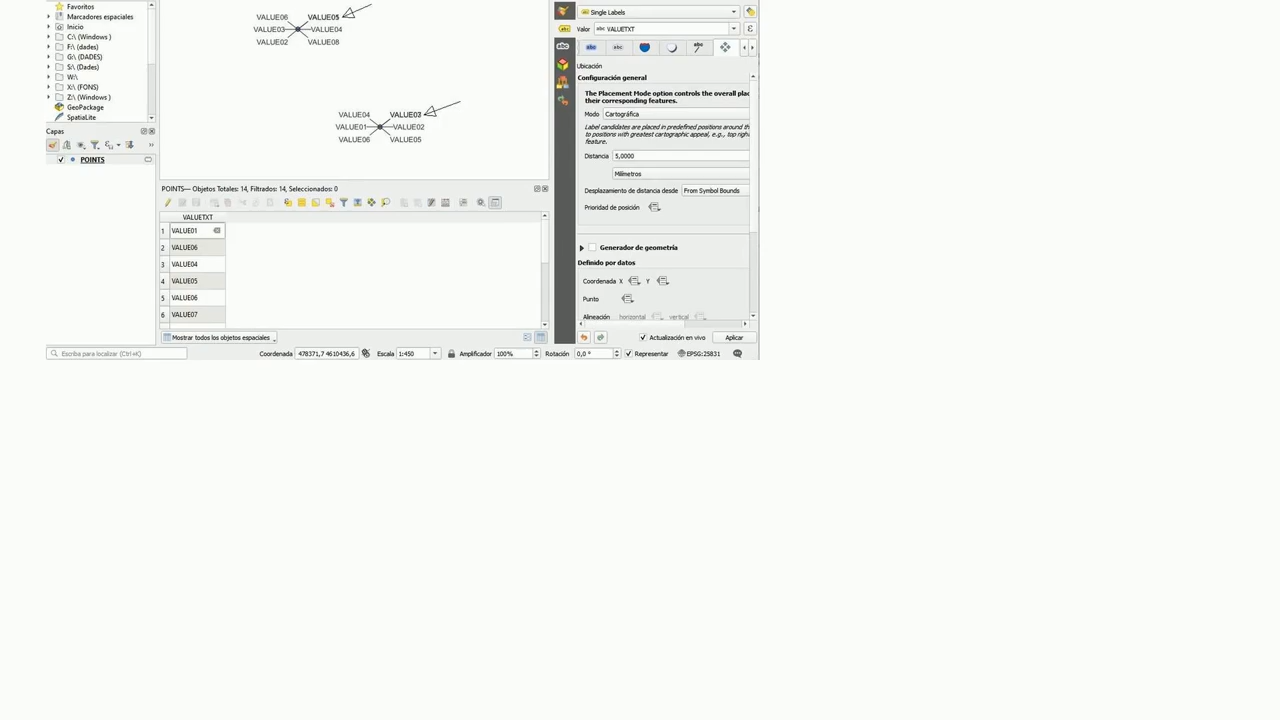 Favoritos
Marcadores espaciales
Inicio
C:\ (Windows )
F:\ (dades)
G:\ (DADES)
S:\ (Dades)
W:\
X:\ (FONS)
Z:\ (Windows )
GeoPackage
SpatiaLite
Capas
POINTS
VALUE06 VALUE05
VALUE03 VALUE04
VALUE02 VALUE08
VALUE04 VALUE03
VALUE01 VALUE02
VALUE06 VALUE05
POINTS— Objetos Totales: 14, Filtrados: 14, Seleccionados: 0
VALUETXT
1 VALUE01
2 VALUE06
3 VALUE04
4 VALUE05
5 VALUE06
6 VALUE07
Mostrar todos los objetos espaciales
Single Labels
Valor abc VALUETXT ε
Ubicación
Configuración general
The Placement Mode option controls the overall plac
their corresponding features.
Modo Cartográfica
Label candidates are placed in predefined positions around th
to positions with greatest cartographic appeal, e.g., top righ
feature.
Distancia 5,0000
Milímetros
Desplazamiento de distancia desde From Symbol Bounds
Prioridad de posición
Generador de geometría
Definido por datos
Coordenada X Y
Punto
Alineación horizontal vertical
Actualización en vivo Aplicar
Escriba para localizar (Ctrl+K) Coordenada 478371,7 4610436,6 Escala 1:450 Amplificador 100% Rotación 0,0 ° Representar EPSG:25831